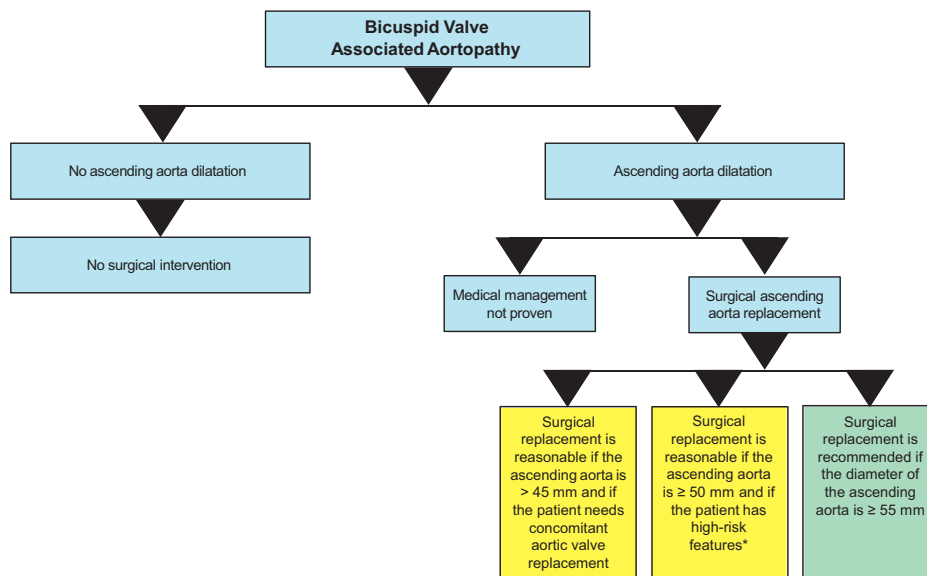 Bicuspid Valve
Associated Aortopathy
No ascending aorta dilatation
Ascending aorta dilatation
No surgical intervention
Medical management
not proven
Surgical ascending
aorta replacement
Surgical
replacement is
reasonable if the
ascending aorta is
> 45 mm and if
the patient needs
concomitant
aortic valve
replacement
Surgical
replacement is
reasonable if the
ascending aorta
is ≥ 50 mm and if
the patient has
high-risk
features*
Surgical
replacement is
recommended if
the diameter of
the ascending
aorta is ≥ 55 mm